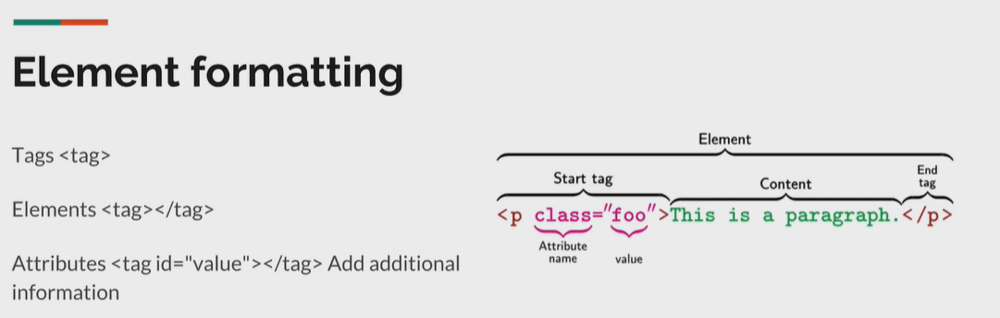 Element formatting
Tags <tag>
Elements <tag></tag>
Attributes <tag id="value"></tag> Add additional
information
Element
Start tag
Content
End
tag
<p class="foo">This is a paragraph.</p>
Attribute
name
value